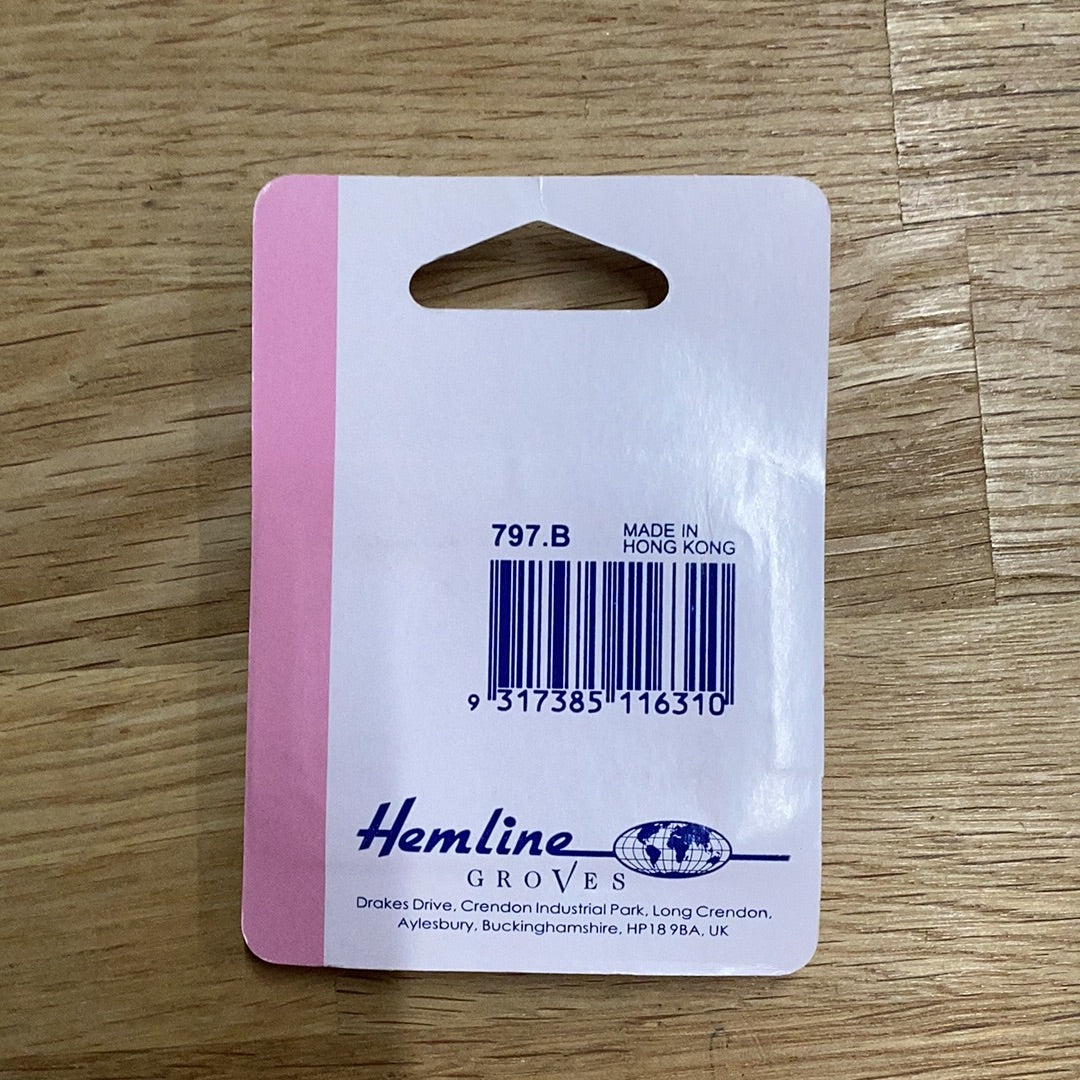 797.B
MADE IN
HONG KONG
9 317385 116310
Hemline
GROVES
Drakes Drive, Crendon Industrial Park, Long Crendon,
Aylesbury, Buckinghamshire, HP18 9BA, UK